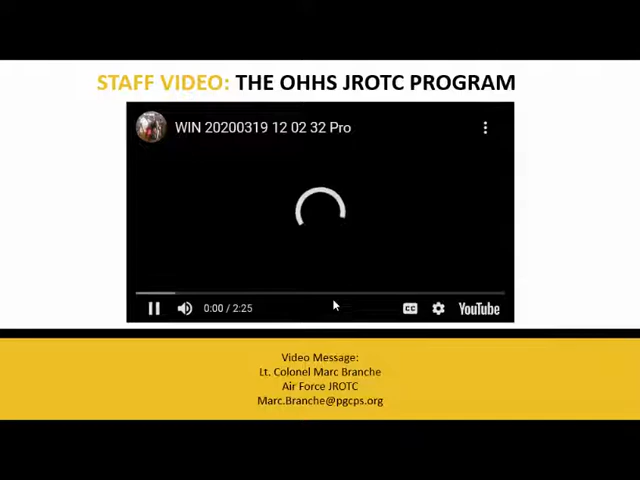 STAFF VIDEO: THE OHHS JROTC PROGRAM
WIN 20200319 12 02 32 Pro
0:00 / 2:25
CC
YouTube
Video Message:
Lt. Colonel Marc Branche
Air Force JROTC
Marc.Branche@pgcps.org